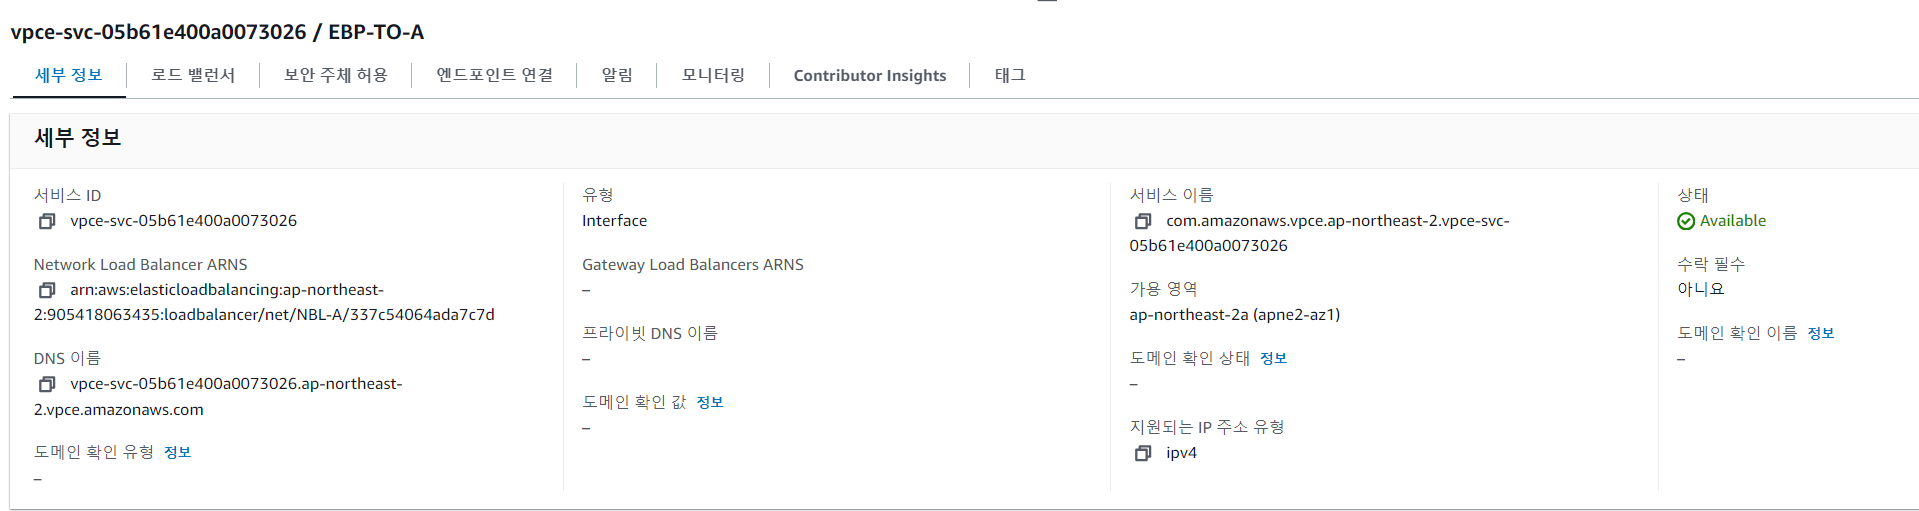 vpce-svc-05b61e400a0073026 / EBP-TO-A
세부 정보
로드 밸런서
보안 주체 허용
엔드포인트 연결
알림
모니터링
Contributor Insights
태그
세부 정보
서비스 ID
vpce-svc-05b61e400a0073026
Network Load Balancer ARNS
arn:aws:elasticloadbalancing:ap-northeast-
2:905418063435:loadbalancer/net/NBL-A/337c54064ada7c7d
DNS 이름
vpce-svc-05b61e400a0073026.ap-northeast-
2.vpce.amazonaws.com
도메인 확인 유형 정보
–
유형
Interface
Gateway Load Balancers ARNS
–
프라이빗 DNS 이름
–
도메인 확인 값 정보
–
서비스 이름
com.amazonaws.vpce.ap-northeast-2.vpce-svc-
05b61e400a0073026
가용 영역
ap-northeast-2a (apne2-az1)
도메인 확인 상태 정보
–
지원되는 IP 주소 유형
ipv4
상태
Available
수락 필수
아니요
도메인 확인 이름 정보
–